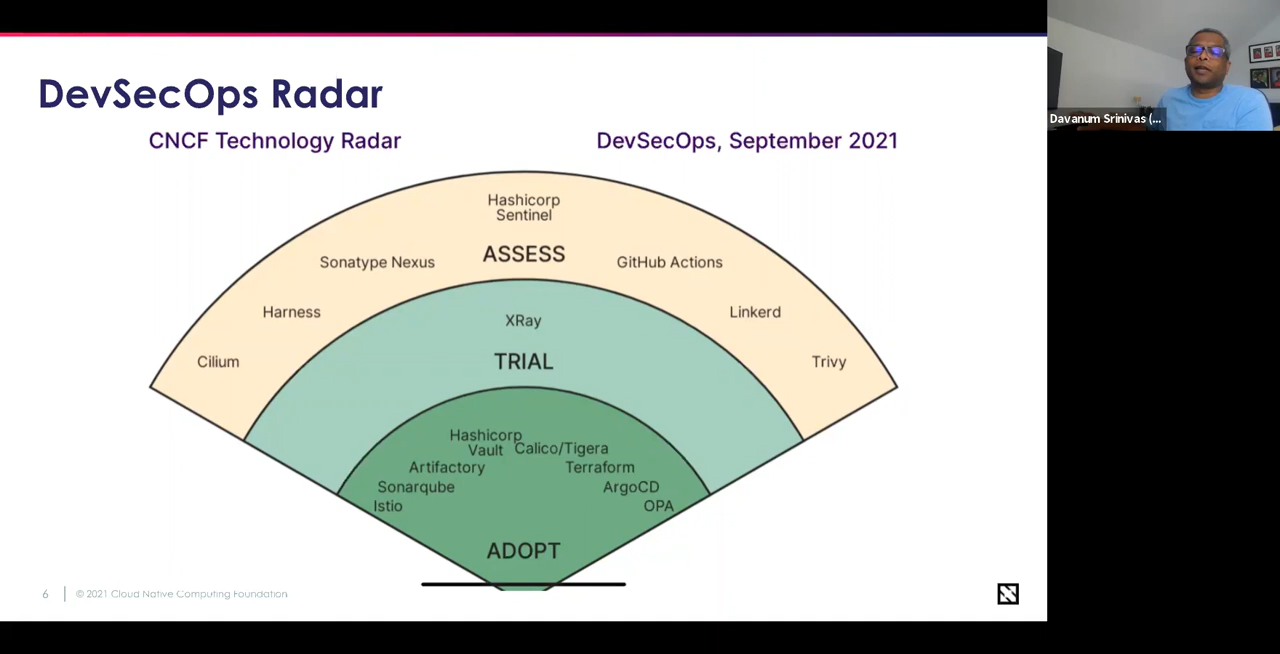 DevSecOps Radar
CNCF Technology Radar
DevSecOps, September 2021
Hashicorp
Sentinel
ASSESS
Sonatype Nexus
GitHub Actions
Harness
Linkerd
Cilium
Trivy
XRay
TRIAL
Hashicorp
Vault
Calico/Tigera
Artifactory
Terraform
Sonarqube
ArgoCD
Istio
OPA
ADOPT
6
© 2021 Cloud Native Computing Foundation
Davanum Srinivas (...